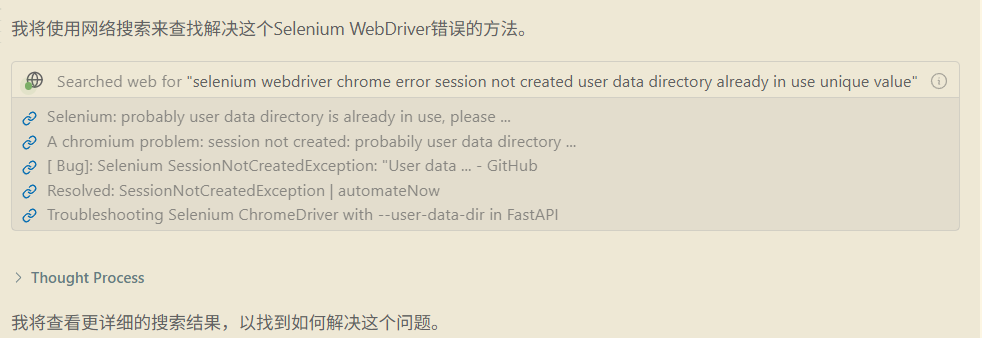 我将使用网络搜索来查找解决这个Selenium WebDriver错误的方法。
Searched web for "selenium webdriver chrome error session not created user data directory already in use unique value"
Selenium: probably user data directory is already in use, please ...
A chromium problem: session not created: probabily user data directory ...
[ Bug]: Selenium SessionNotCreatedException: "User data ... - GitHub
Resolved: SessionNotCreatedException | automateNow
Troubleshooting Selenium ChromeDriver with --user-data-dir in FastAPI
Thought Process
我将查看更详细的搜索结果，以找到如何解决这个问题。